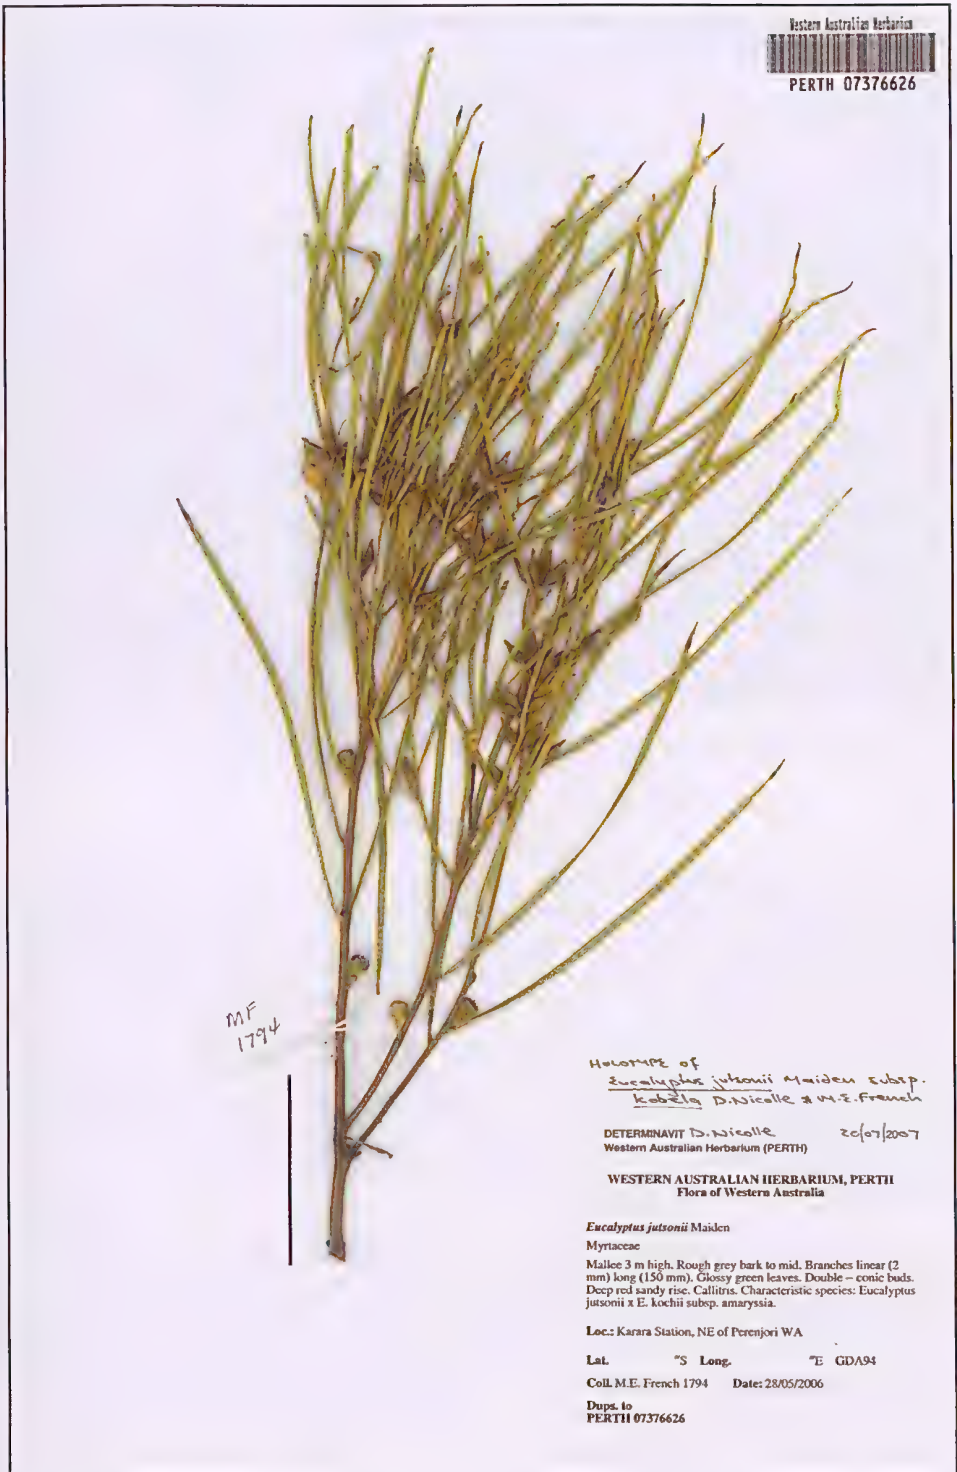 Western Australian Herbarium
PERTH 07376626
MF
1794
HOLOTYPE of
Eucalyptus jutsonii Maiden subsp.
kobela D.Nicolle & M.E.French
DETERMINAVIT D.Nicolle 20/07/2007
Western Australian Herbarium (PERTH)
WESTERN AUSTRALIAN HERBARIUM, PERTH
Flora of Western Australia
Eucalyptus jutsonii Maiden
Myrtaceae
Mallee 3 m high. Rough grey bark to mid. Branches linear (2
mm) long (150 mm). Glossy green leaves. Double – conic buds.
Deep red sandy rise. Callitris. Characteristic species: Eucalyptus
jutsonii x E. kochii subsp. amaryssia.
Loc.: Karara Station, NE of Perenjori WA
Lat. "S Long. "E GDA94
Coll. M.E. French 1794 Date: 28/05/2006
Dups. to
PERTH 07376626